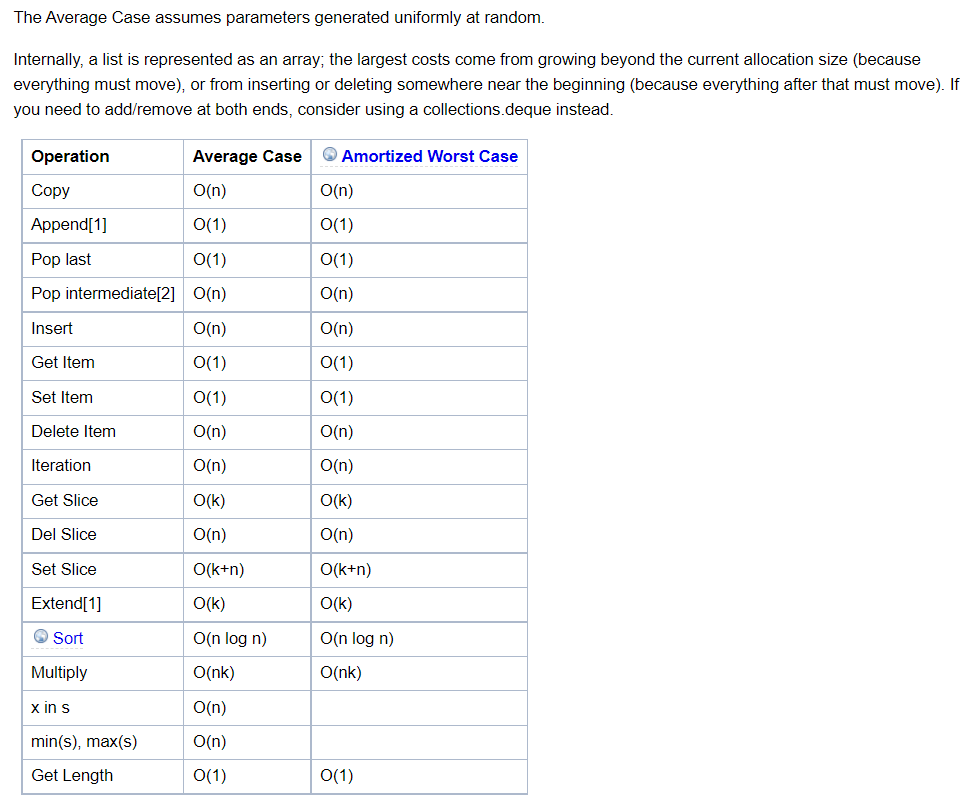 The Average Case assumes parameters generated uniformly at random.
Internally, a list is represented as an array; the largest costs come from growing beyond the current allocation size (because
everything must move), or from inserting or deleting somewhere near the beginning (because everything after that must move). If
you need to add/remove at both ends, consider using a collections.deque instead.
Operation Average Case Amortized Worst Case
Copy O(n) O(n)
Append[1] O(1) O(1)
Pop last O(1) O(1)
Pop intermediate[2] O(n) O(n)
Insert O(n) O(n)
Get Item O(1) O(1)
Set Item O(1) O(1)
Delete Item O(n) O(n)
Iteration O(n) O(n)
Get Slice O(k) O(k)
Del Slice O(n) O(n)
Set Slice O(k+n) O(k+n)
Extend[1] O(k) O(k)
Sort O(n log n) O(n log n)
Multiply O(nk) O(nk)
x in s O(n)
min(s), max(s) O(n)
Get Length O(1) O(1)